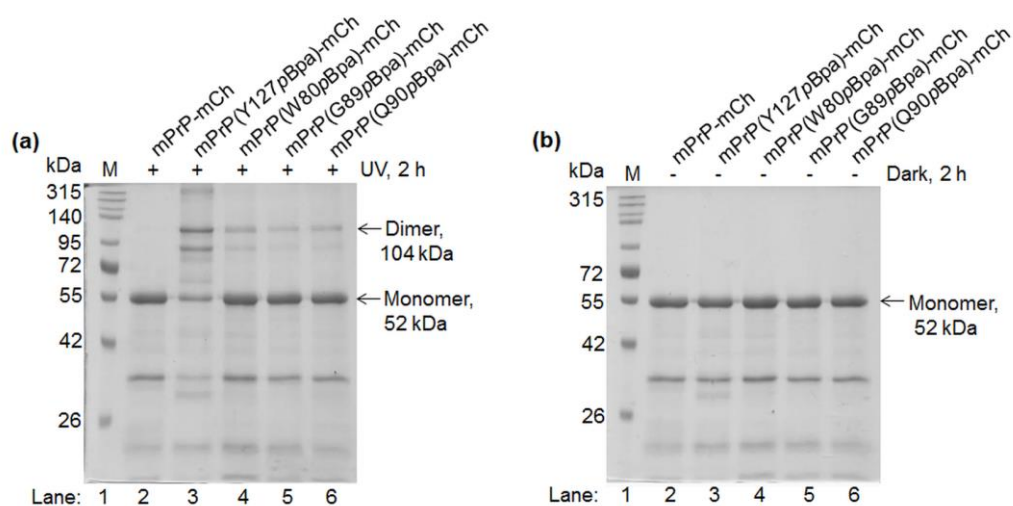 (a)
mPrP-mCh
mPrP(Y127pBpa)-mCh
mPrP(W80pBpa)-mCh
mPrP(G89pBpa)-mCh
mPrP(Q90pBpa)-mCh
kDa M + + + + + UV, 2 h
315
140
95
72
55
42
26
Dimer,
104 kDa
Monomer,
52 kDa
Lane: 1 2 3 4 5 6
(b)
mPrP-mCh
mPrP(Y127pBpa)-mCh
mPrP(W80pBpa)-mCh
mPrP(G89pBpa)-mCh
mPrP(Q90pBpa)-mCh
kDa M - - - - - Dark, 2 h
315
72
55
42
26
Monomer,
52 kDa
Lane: 1 2 3 4 5 6